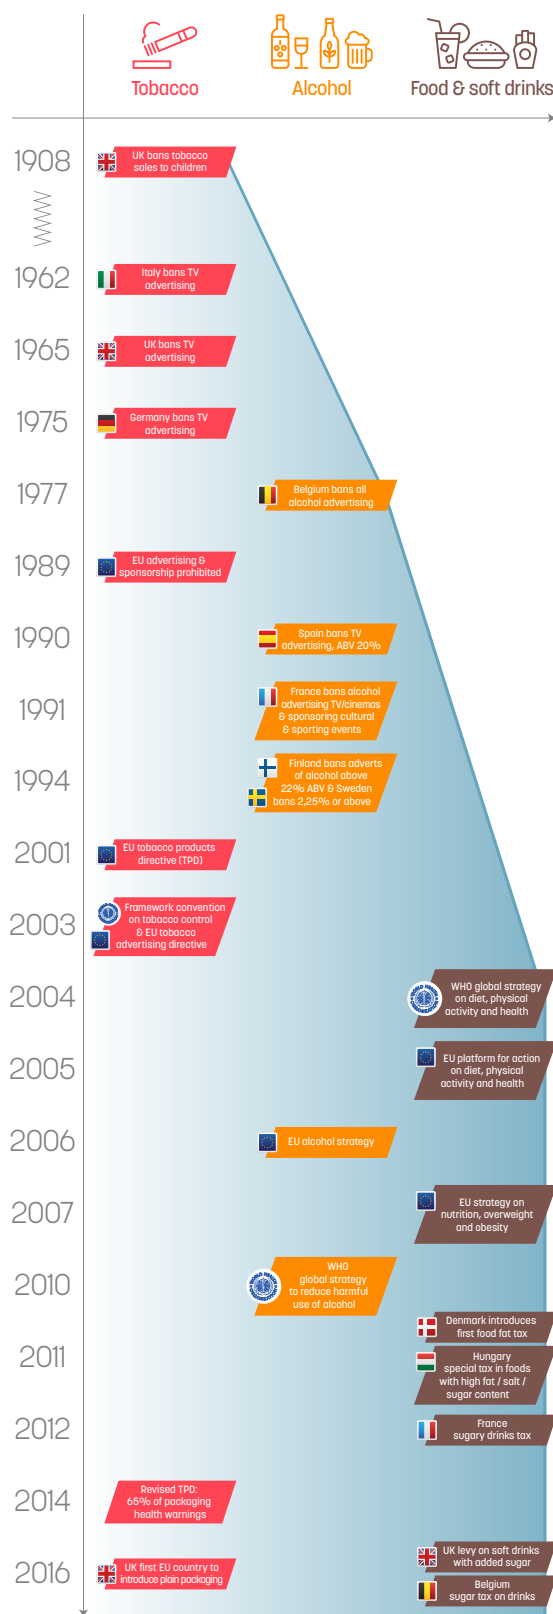 Tobacco
Alcohol
Food & soft drinks
1908
UK bans tobacco
sales to children
1962
Italy bans TV
advertising
1965
UK bans TV
advertising
1975
Germany bans TV
advertising
1977
Belgium bans all
alcohol advertising
1989
EU advertising &
sponsorship prohibited
1990
Spain bans TV
advertising, ABV 20%
1991
France bans alcohol
advertising TV/cinemas
& sponsoring cultural
& sporting events
1994
Finland bans adverts
of alcohol above
22% ABV & Sweden
bans 2,25% or above
2001
EU tobacco products
directive (TPD)
2003
Framework convention
on tobacco control
& EU tobacco
advertising directive
2004
WORLD HEALTH ORGANIZATION
WHO global strategy
on diet, physical
activity and health
2005
EU platform for action
on diet, physical
activity and health
2006
EU alcohol strategy
2007
EU strategy on
nutrition, overweight
and obesity
2010
WORLD HEALTH ORGANIZATION
WHO
global strategy
to reduce harmful
use of alcohol
2011
Denmark introduces
first food fat tax
Hungary
special tax in foods
with high fat / salt /
sugar content
2012
France
sugary drinks tax
2014
Revised TPD:
65% of packaging
health warnings
2016
UK first EU country to
introduce plain packaging
UK levy on soft drinks
with added sugar
Belgium
sugar tax on drinks